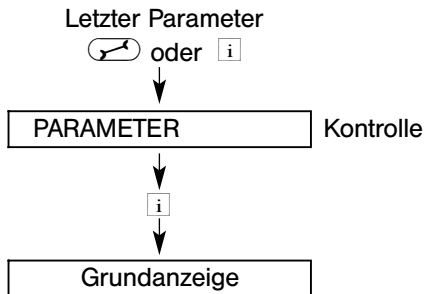 Letzter Parameter
oder i
PARAMETER Kontrolle
i
Grundanzeige